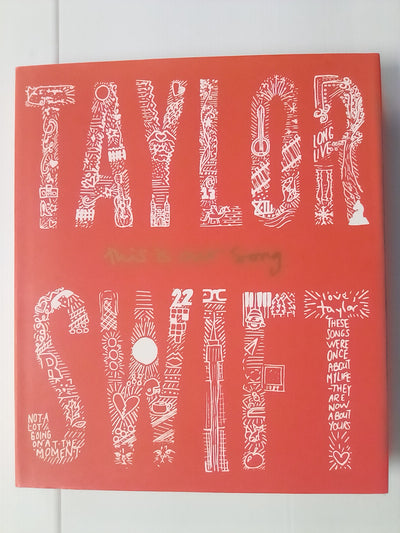 TAYLOR
LONG
LIVE
XIII
this is our song
SWIFT
22
NOT A
LOT
GOING
ON AT THE
MOMENT
love
taylor
THESE
SONGS
WERE
ONCE
ABOUT
MY LIFE
-THEY
ARE
NOW
ABOUT
YOURS